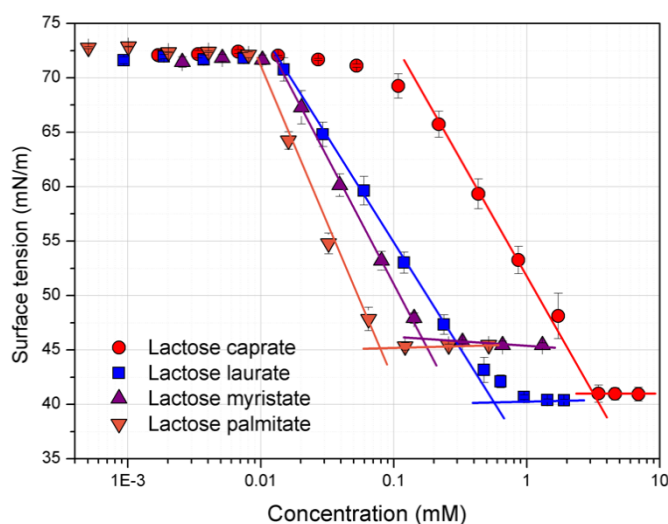 75
70
65
60
55
50
45
40
35
Surface tension (mN/m)
Lactose caprate
Lactose laurate
Lactose myristate
Lactose palmitate
1E-3 0.01 0.1 1 10
Concentration (mM)